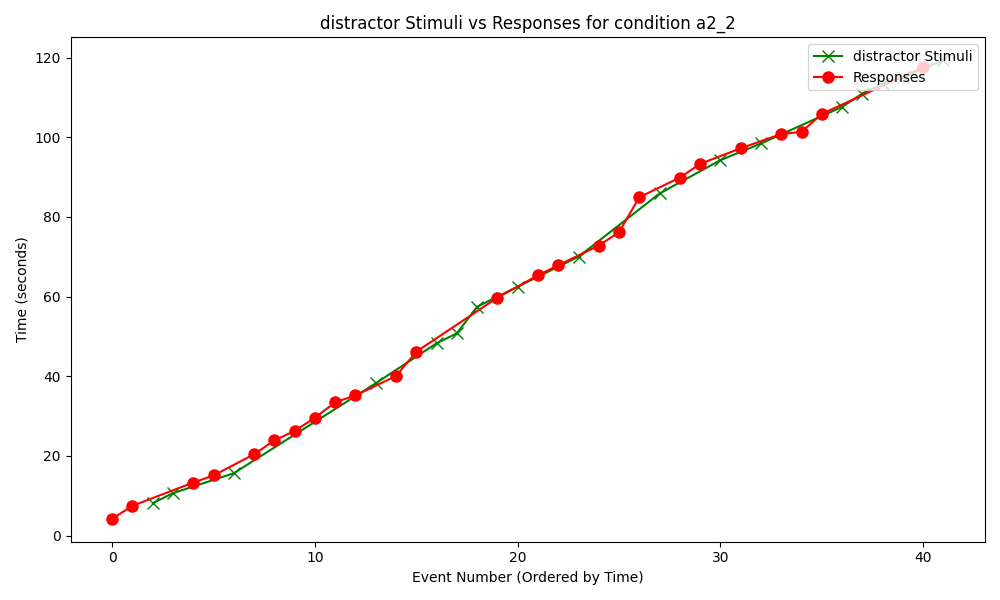 distractor Stimuli vs Responses for condition a2_2
distractor Stimuli
Responses
Time (seconds)
120
100
80
60
40
20
0
0 10 20 30 40
Event Number (Ordered by Time)